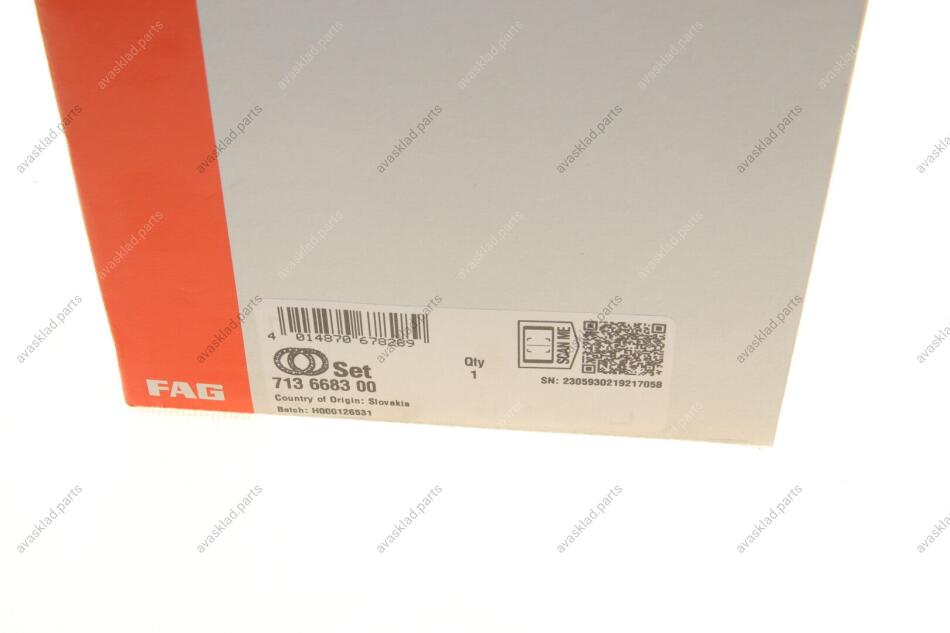 4 014870 678289
Set
713 6683 00
Country of Origin: Slovakia
Batch: H000126531
Qty
1
SCAN ME
SN: 2305930219217058
FAG
avasklad.parts